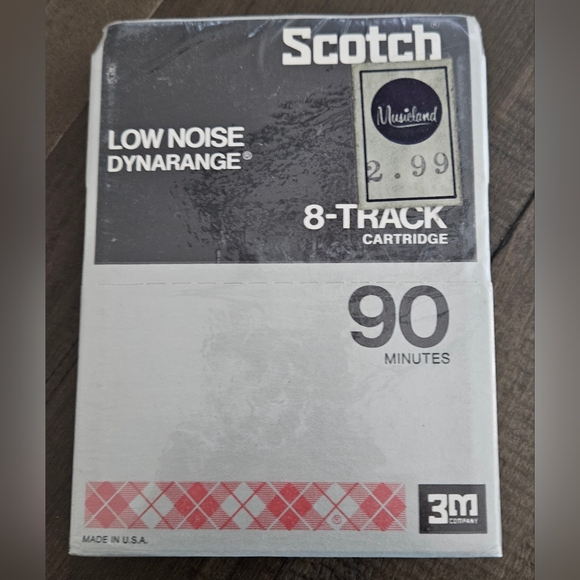 Scotch
Musicland
2.99
LOW NOISE
DYNARANGE®
8-TRACK
CARTRIDGE
90
MINUTES
©
3M
COMPANY
MADE IN U.S.A.